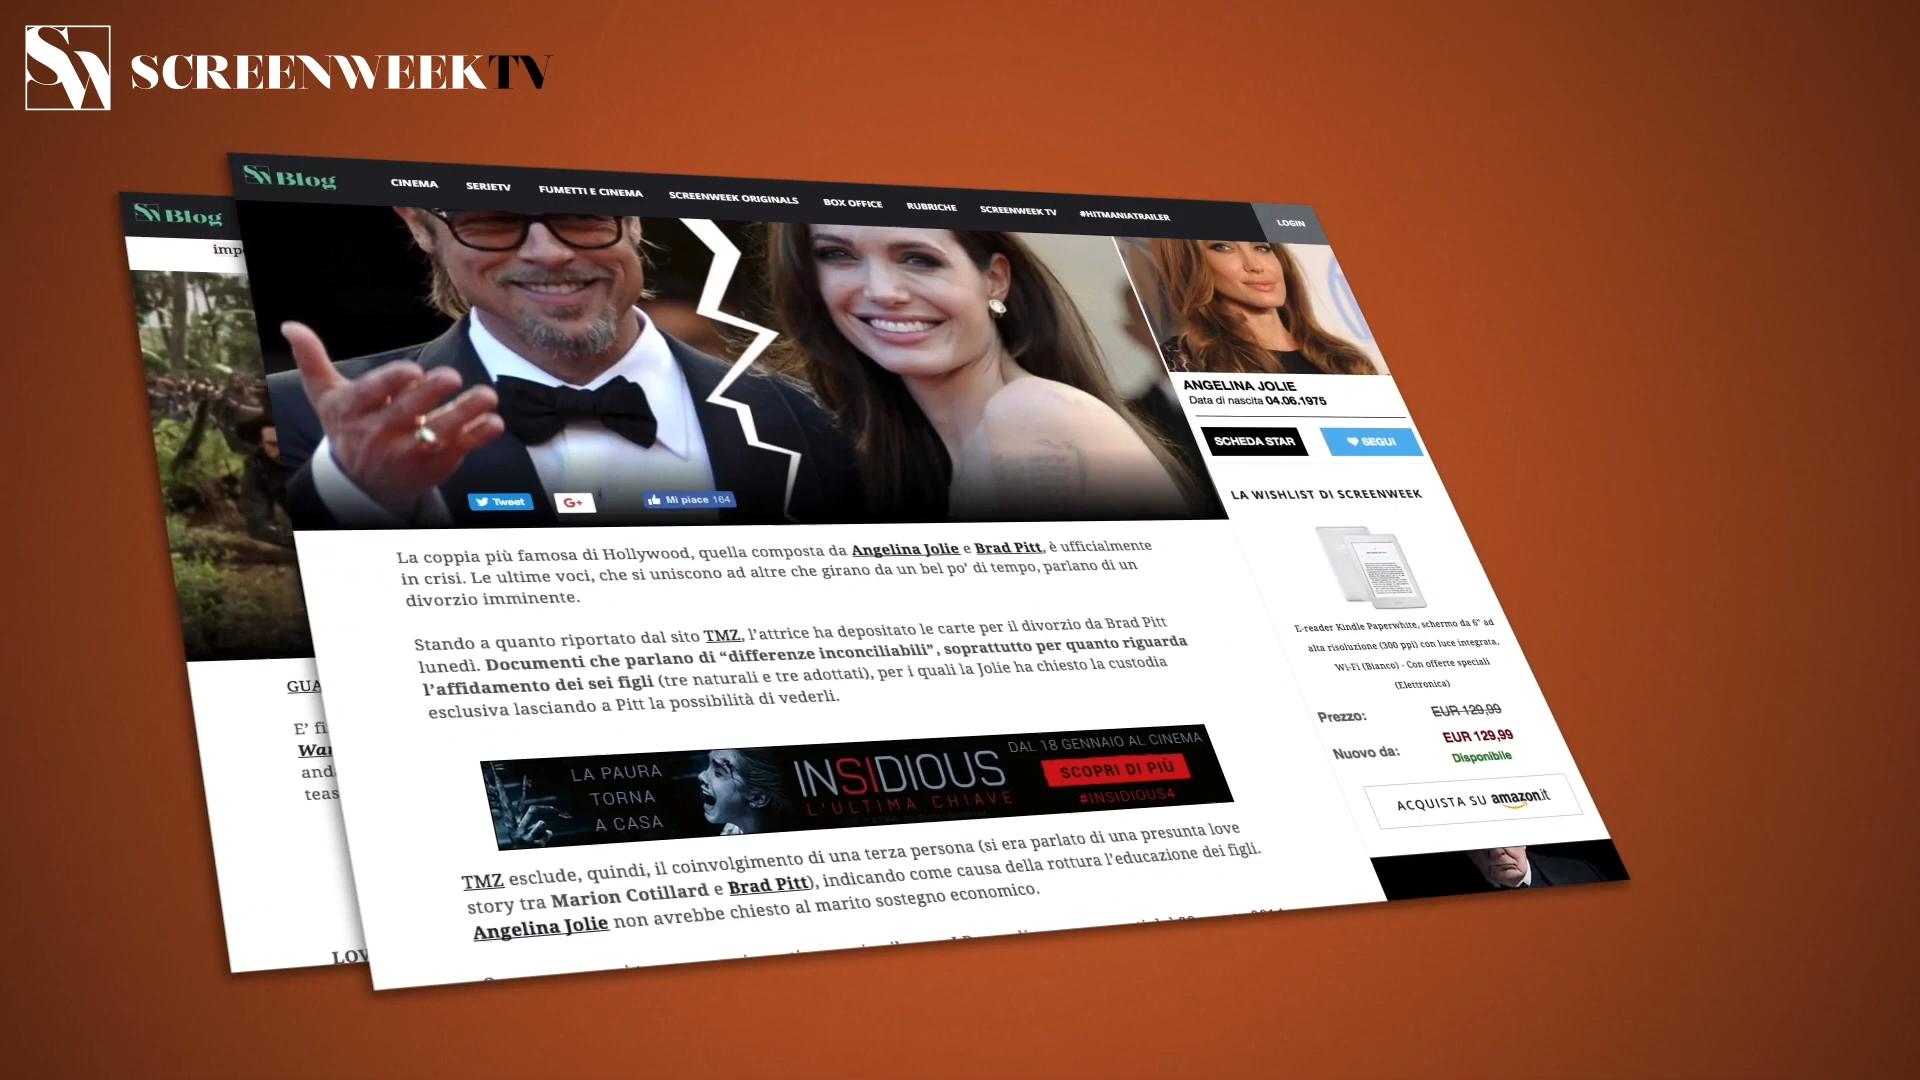 SW SCREENWEEKTV
SW Blog
impo
GUA
E' fi
Wa
and
teas
LOV
SW Blog
CINEMA
SERIETV
FUMETTI E CINEMA
SCREENWEEK ORIGINALS
BOX OFFICE
RUBRICHE
SCREENWEEK TV
#HITMANIATRAILER
LOGIN
Tweet
G+
Mi piace 164
La coppia più famosa di Hollywood, quella composta da Angelina Jolie e Brad Pitt, è ufficialmente
in crisi. Le ultime voci, che si uniscono ad altre che girano da un bel po' di tempo, parlano di un
divorzio imminente.
Stando a quanto riportato dal sito TMZ, l'attrice ha depositato le carte per il divorzio da Brad Pitt
lunedì. Documenti che parlano di “differenze inconciliabili”, soprattutto per quanto riguarda
l'affidamento dei sei figli (tre naturali e tre adottati), per i quali la Jolie ha chiesto la custodia
esclusiva lasciando a Pitt la possibilità di vederli.
LA PAURA
TORNA
A CASA
INSIDIOUS
L'ULTIMA CHIAVE
DAL 18 GENNAIO AL CINEMA
SCOPRI DI PIÙ
#INSIDIOUS4
TMZ esclude, quindi, il coinvolgimento di una terza persona (si era parlato di una presunta love
story tra Marion Cotillard e Brad Pitt), indicando come causa della rottura l'educazione dei figli.
Angelina Jolie non avrebbe chiesto al marito sostegno economico.
ANGELINA JOLIE
Data di nascita 04.06.1975
SCHEDA STAR
SEGUI
LA WISHLIST DI SCREENWEEK
E-reader Kindle Paperwhite, schermo da 6" ad
alta risoluzione (300 ppi) con luce integrata,
Wi-Fi (Bianco) - Con offerte speciali
(Elettronica)
Prezzo: EUR 129,99
Nuovo da: EUR 129,99
Disponibile
ACQUISTA SU amazon.it